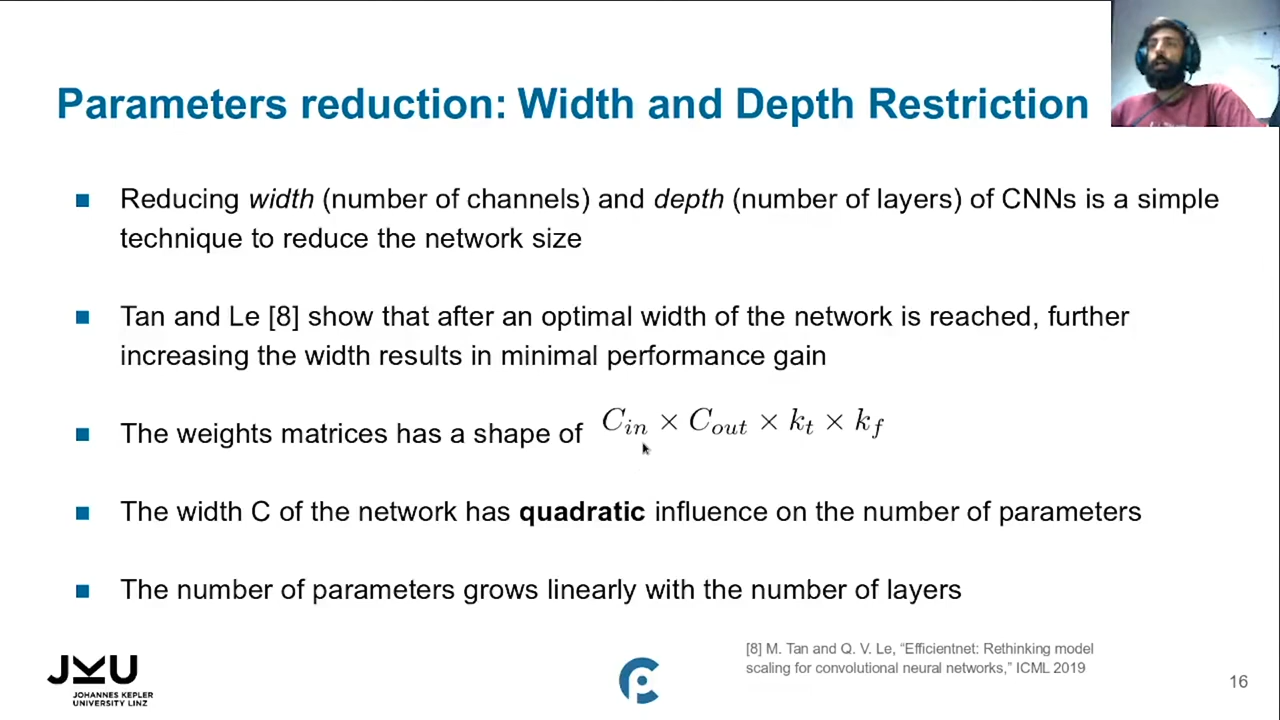 Parameters reduction: Width and Depth Restriction
Reducing width (number of channels) and depth (number of layers) of CNNs is a simple
technique to reduce the network size
Tan and Le [8] show that after an optimal width of the network is reached, further
increasing the width results in minimal performance gain
The weights matrices has a shape of C_{in} × C_{out} × k_t × k_f
The width C of the network has quadratic influence on the number of parameters
The number of parameters grows linearly with the number of layers
[8] M. Tan and Q. V. Le, “Efficientnet: Rethinking model
scaling for convolutional neural networks,” ICML 2019
JKU
JOHANNES KEPLER
UNIVERSITY LINZ
16